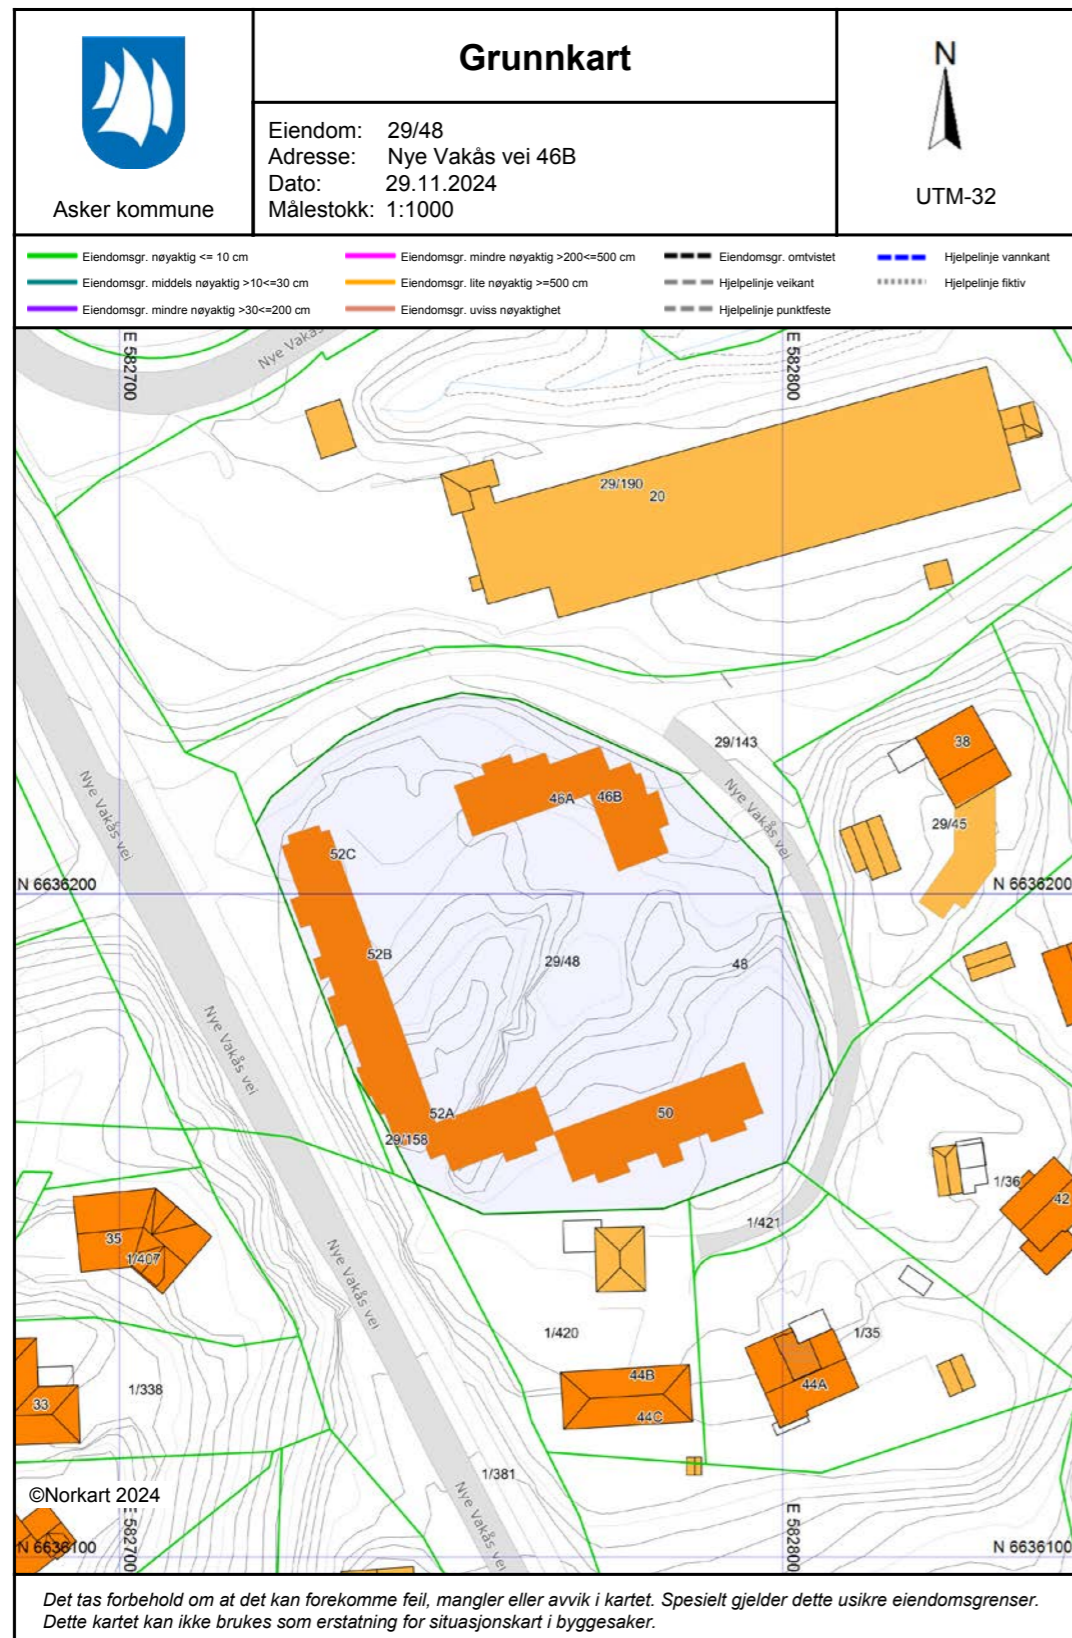 Grunnkart
Asker kommune
Eiendom: 29/48
Adresse: Nye Vakås vei 46B
Dato: 29.11.2024
Målestokk: 1:1000
N
UTM-32
Eiendomsgr. nøyaktig <= 10 cm
Eiendomsgr. middels nøyaktig >10<=30 cm
Eiendomsgr. mindre nøyaktig >30<=200 cm
Eiendomsgr. mindre nøyaktig >200<=500 cm
Eiendomsgr. lite nøyaktig >=500 cm
Eiendomsgr. uviss nøyaktighet
Eiendomsgr. omtvistet
Hjelpelinje veikant
Hjelpelinje punktfeste
Hjelpelinje vannkant
Hjelpelinje fiktiv
E 582700
Nye Vakås
E 582800
29/190
20
29/143
38
Nye Vakås vei
Nye Vakås vei
46A
46B
29/45
52C
N 6636200
N 6636200
52B
29/48
48
Nye Vakås vei
52A
50
29/158
1/36
42
1/421
35
1/407
Nye Vakås vei
1/420
1/35
1/338
44B
44A
33
44C
1/381
Nye Vakås vei
©Norkart 2024
E 582700
E 582800
N 6636100
N 6636100
Det tas forbehold om at det kan forekomme feil, mangler eller avvik i kartet. Spesielt gjelder dette usikre eiendomsgrenser.
Dette kartet kan ikke brukes som erstatning for situasjonskart i byggesaker.